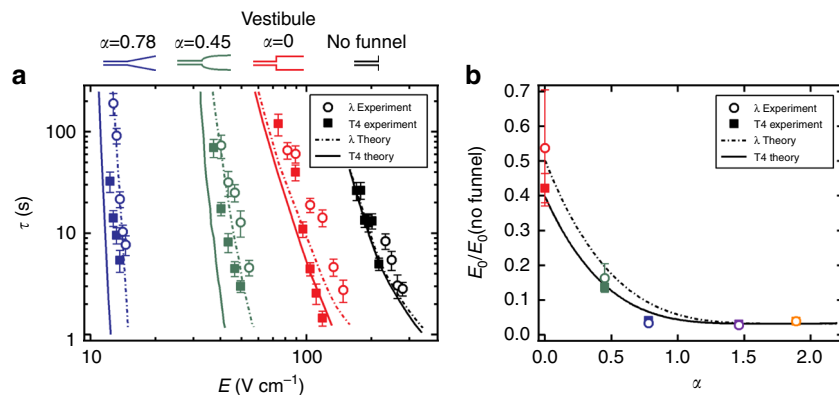 Vestibule
α=0.78 α=0.45 α=0 No funnel
a
λ Experiment
T4 experiment
λ Theory
T4 theory
100
10
1
τ (s)
10 100
E (V cm⁻¹)
b
λ Experiment
T4 experiment
λ Theory
T4 theory
0.7
0.6
0.5
0.4
0.3
0.2
0.1
0.0
E₀/E₀(no funnel)
0.0 0.5 1.0 1.5 2.0
α